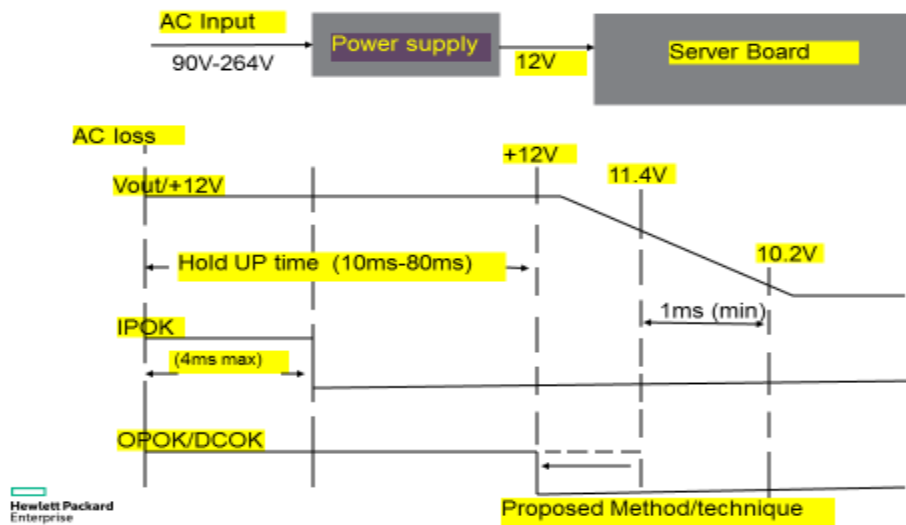 AC Input
90V-264V
Power supply
12V
Server Board
AC loss
+12V
11.4V
Vout/+12V
Hold UP time (10ms-80ms)
10.2V
1ms (min)
IPOK
(4ms max)
OPOK/DCOK
Proposed Method/technique
Hewlett Packard
Enterprise